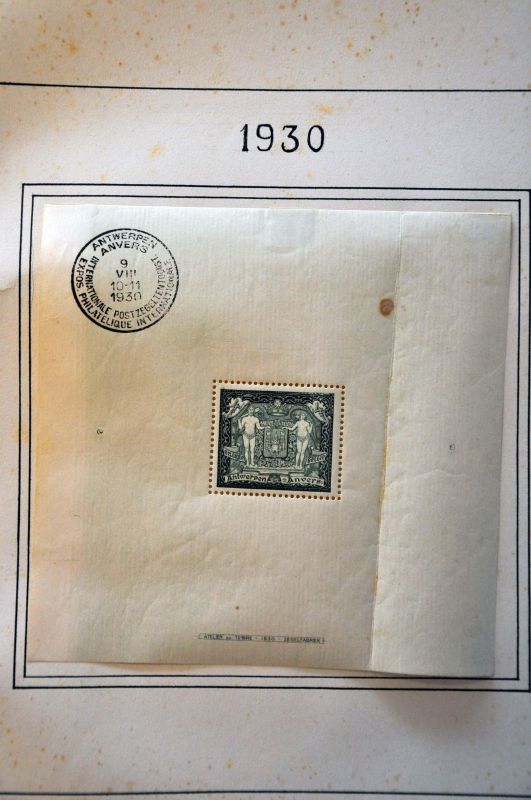 1930
ANTWERPEN
ANVERS
9
VIII
10-11
1930
INTERNATIONALE POSTZEGELTENTOONST.
EXPOS. PHILATELIQUE INTERNATIONALE
Antwerpen = Anvers
ATELIER DU TIMBRE - 1930 - ZEGELFABRIEK